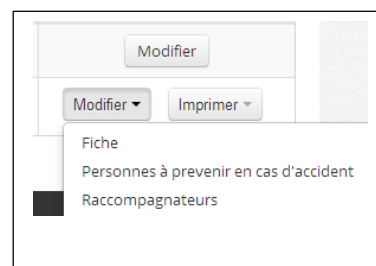 Modifier
Modifier Imprimer
Fiche
Personnes à prevenir en cas d'accident
Raccompagnateurs